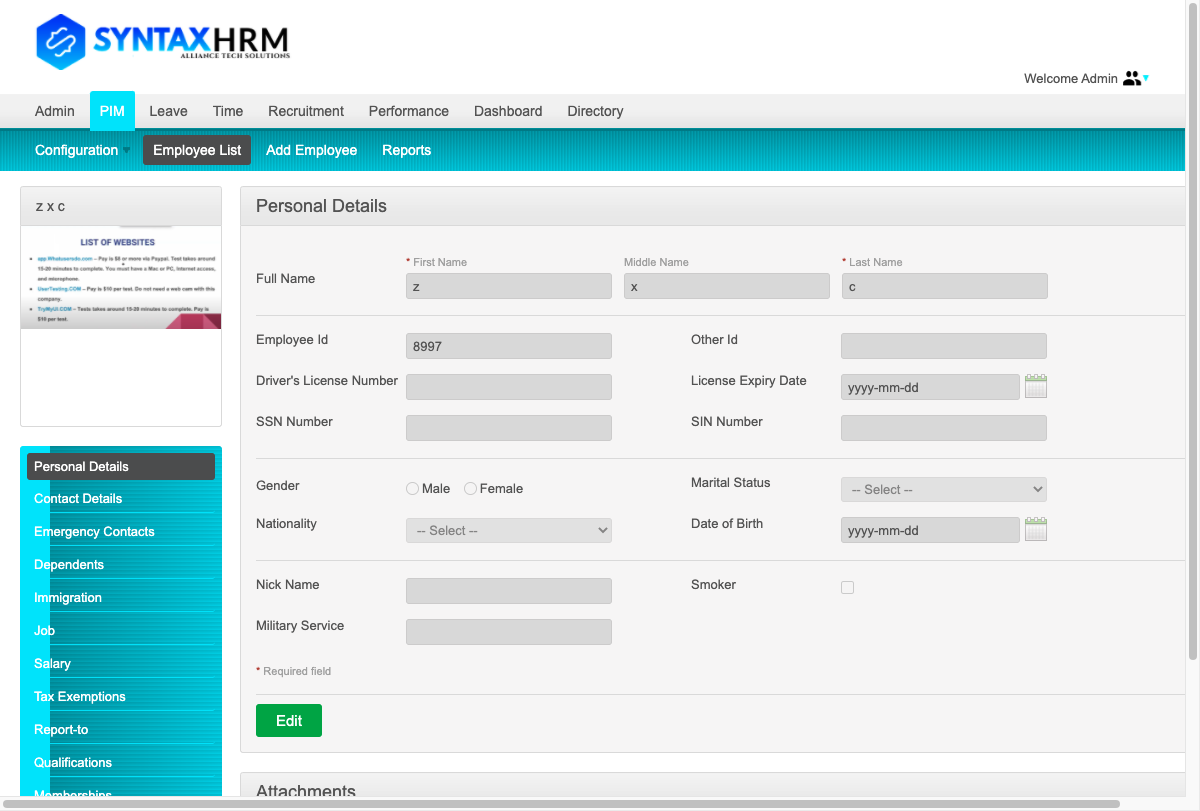 SYNTAXHRM
ALLIANCE TECH SOLUTIONS
Welcome Admin
Admin PIM Leave Time Recruitment Performance Dashboard Directory
Configuration Employee List Add Employee Reports
z x c
LIST OF WEBSITES
app.Whatusersdo.com – Pay is $8 or more via Paypal. Test takes around
15-20 minutes to complete. You must have a Mac or PC, Internet access,
and microphone.
UserTesting.COM – Pay is $10 per test. Do not need a web cam with this
company.
TryMyUI.COM – Tests takes around 15-20 minutes to complete. Pay is
$10 per test.
Personal Details
Contact Details
Emergency Contacts
Dependents
Immigration
Job
Salary
Tax Exemptions
Report-to
Qualifications
Memberships
Personal Details
* First Name Middle Name * Last Name
Full Name z x c
Employee Id 8997 Other Id
Driver's License Number License Expiry Date yyyy-mm-dd
SSN Number SIN Number
Gender Male Female Marital Status -- Select --
Nationality -- Select -- Date of Birth yyyy-mm-dd
Nick Name Smoker
Military Service
* Required field
Edit
Attachments